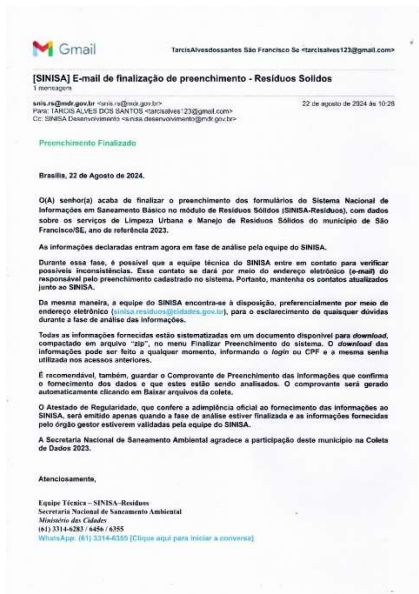 Gmail
TarcisAlvesdossantos São Francisco Se <tarcisalves123@gmail.com>
[SINISA] E-mail de finalização de preenchimento - Resíduos Solidos
1 mensagem
snis.rs@mdr.gov.br <snis.rs@mdr.gov.br>
22 de agosto de 2024 às 10:28
Para: TARCIS ALVES DOS SANTOS <tarcisalves123@gmail.com>
Cc: SINISA Desenvolvimento <sinisa.desenvolvimento@mdr.gov.br>
Preenchimento Finalizado
Brasília, 22 de Agosto de 2024.
O(A) senhor(a) acaba de finalizar o preenchimento dos formulários do Sistema Nacional de
Informações em Saneamento Básico no módulo de Resíduos Sólidos (SINISA-Resíduos), com dados
sobre os serviços de Limpeza Urbana e Manejo de Resíduos Sólidos do município de São
Francisco/SE, ano de referência 2023.
As informações declaradas entram agora em fase de análise pela equipe do SINISA.
Durante essa fase, é possível que a equipe técnica do SINISA entre em contato para verificar
possíveis inconsistências. Esse contato se dará por meio do endereço eletrônico (e-mail) do
responsável pelo preenchimento cadastrado no sistema. Portanto, mantenha os contatos atualizados
junto ao SINISA.
Da mesma maneira, a equipe do SINISA encontra-se à disposição, preferencialmente por meio de
endereço eletrônico (sinisa.residuos@cidades.gov.br), para o esclarecimento de quaisquer dúvidas
durante a fase de análise das informações.
Todas as informações fornecidas estão sistematizadas em um documento disponível para download,
compactado em arquivo "zip", no menu Finalizar Preenchimento do sistema. O download das
informações pode ser feito a qualquer momento, informando o login ou CPF e a mesma senha
utilizada nos acessos anteriores.
É recomendável, também, guardar o Comprovante de Preenchimento das informações que confirma
o fornecimento dos dados e que estes estão sendo analisados. O comprovante será gerado
automaticamente clicando em Baixar arquivos da coleta.
O Atestado de Regularidade, que confere a adimplência oficial ao fornecimento das informações ao
SINISA, será emitido apenas quando a fase de análise estiver finalizada e as informações fornecidas
pelo órgão gestor estiverem validadas pela equipe do SINISA.
A Secretaria Nacional de Saneamento Ambiental agradece a participação deste município na Coleta
de Dados 2023.
Atenciosamente,
Equipe Técnica – SINISA–Resíduos
Secretaria Nacional de Saneamento Ambiental
Ministério das Cidades
(61) 3314-6283 / 6456 / 6355
WhatsApp: (61) 3314-6355 [Clique aqui para iniciar a conversa]